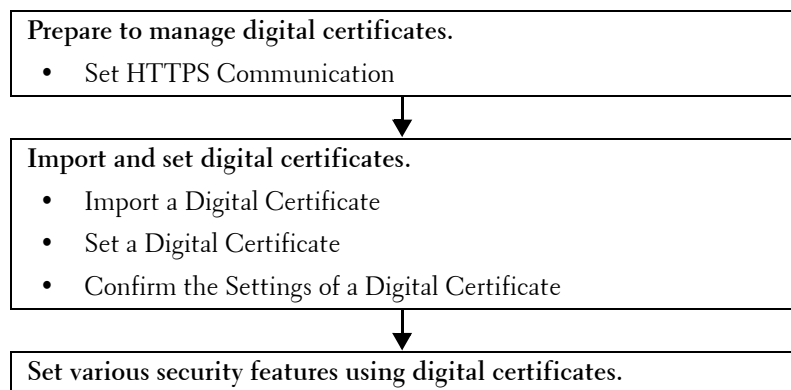 Prepare to manage digital certificates.
• Set HTTPS Communication
Import and set digital certificates.
• Import a Digital Certificate
• Set a Digital Certificate
• Confirm the Settings of a Digital Certificate
Set various security features using digital certificates.